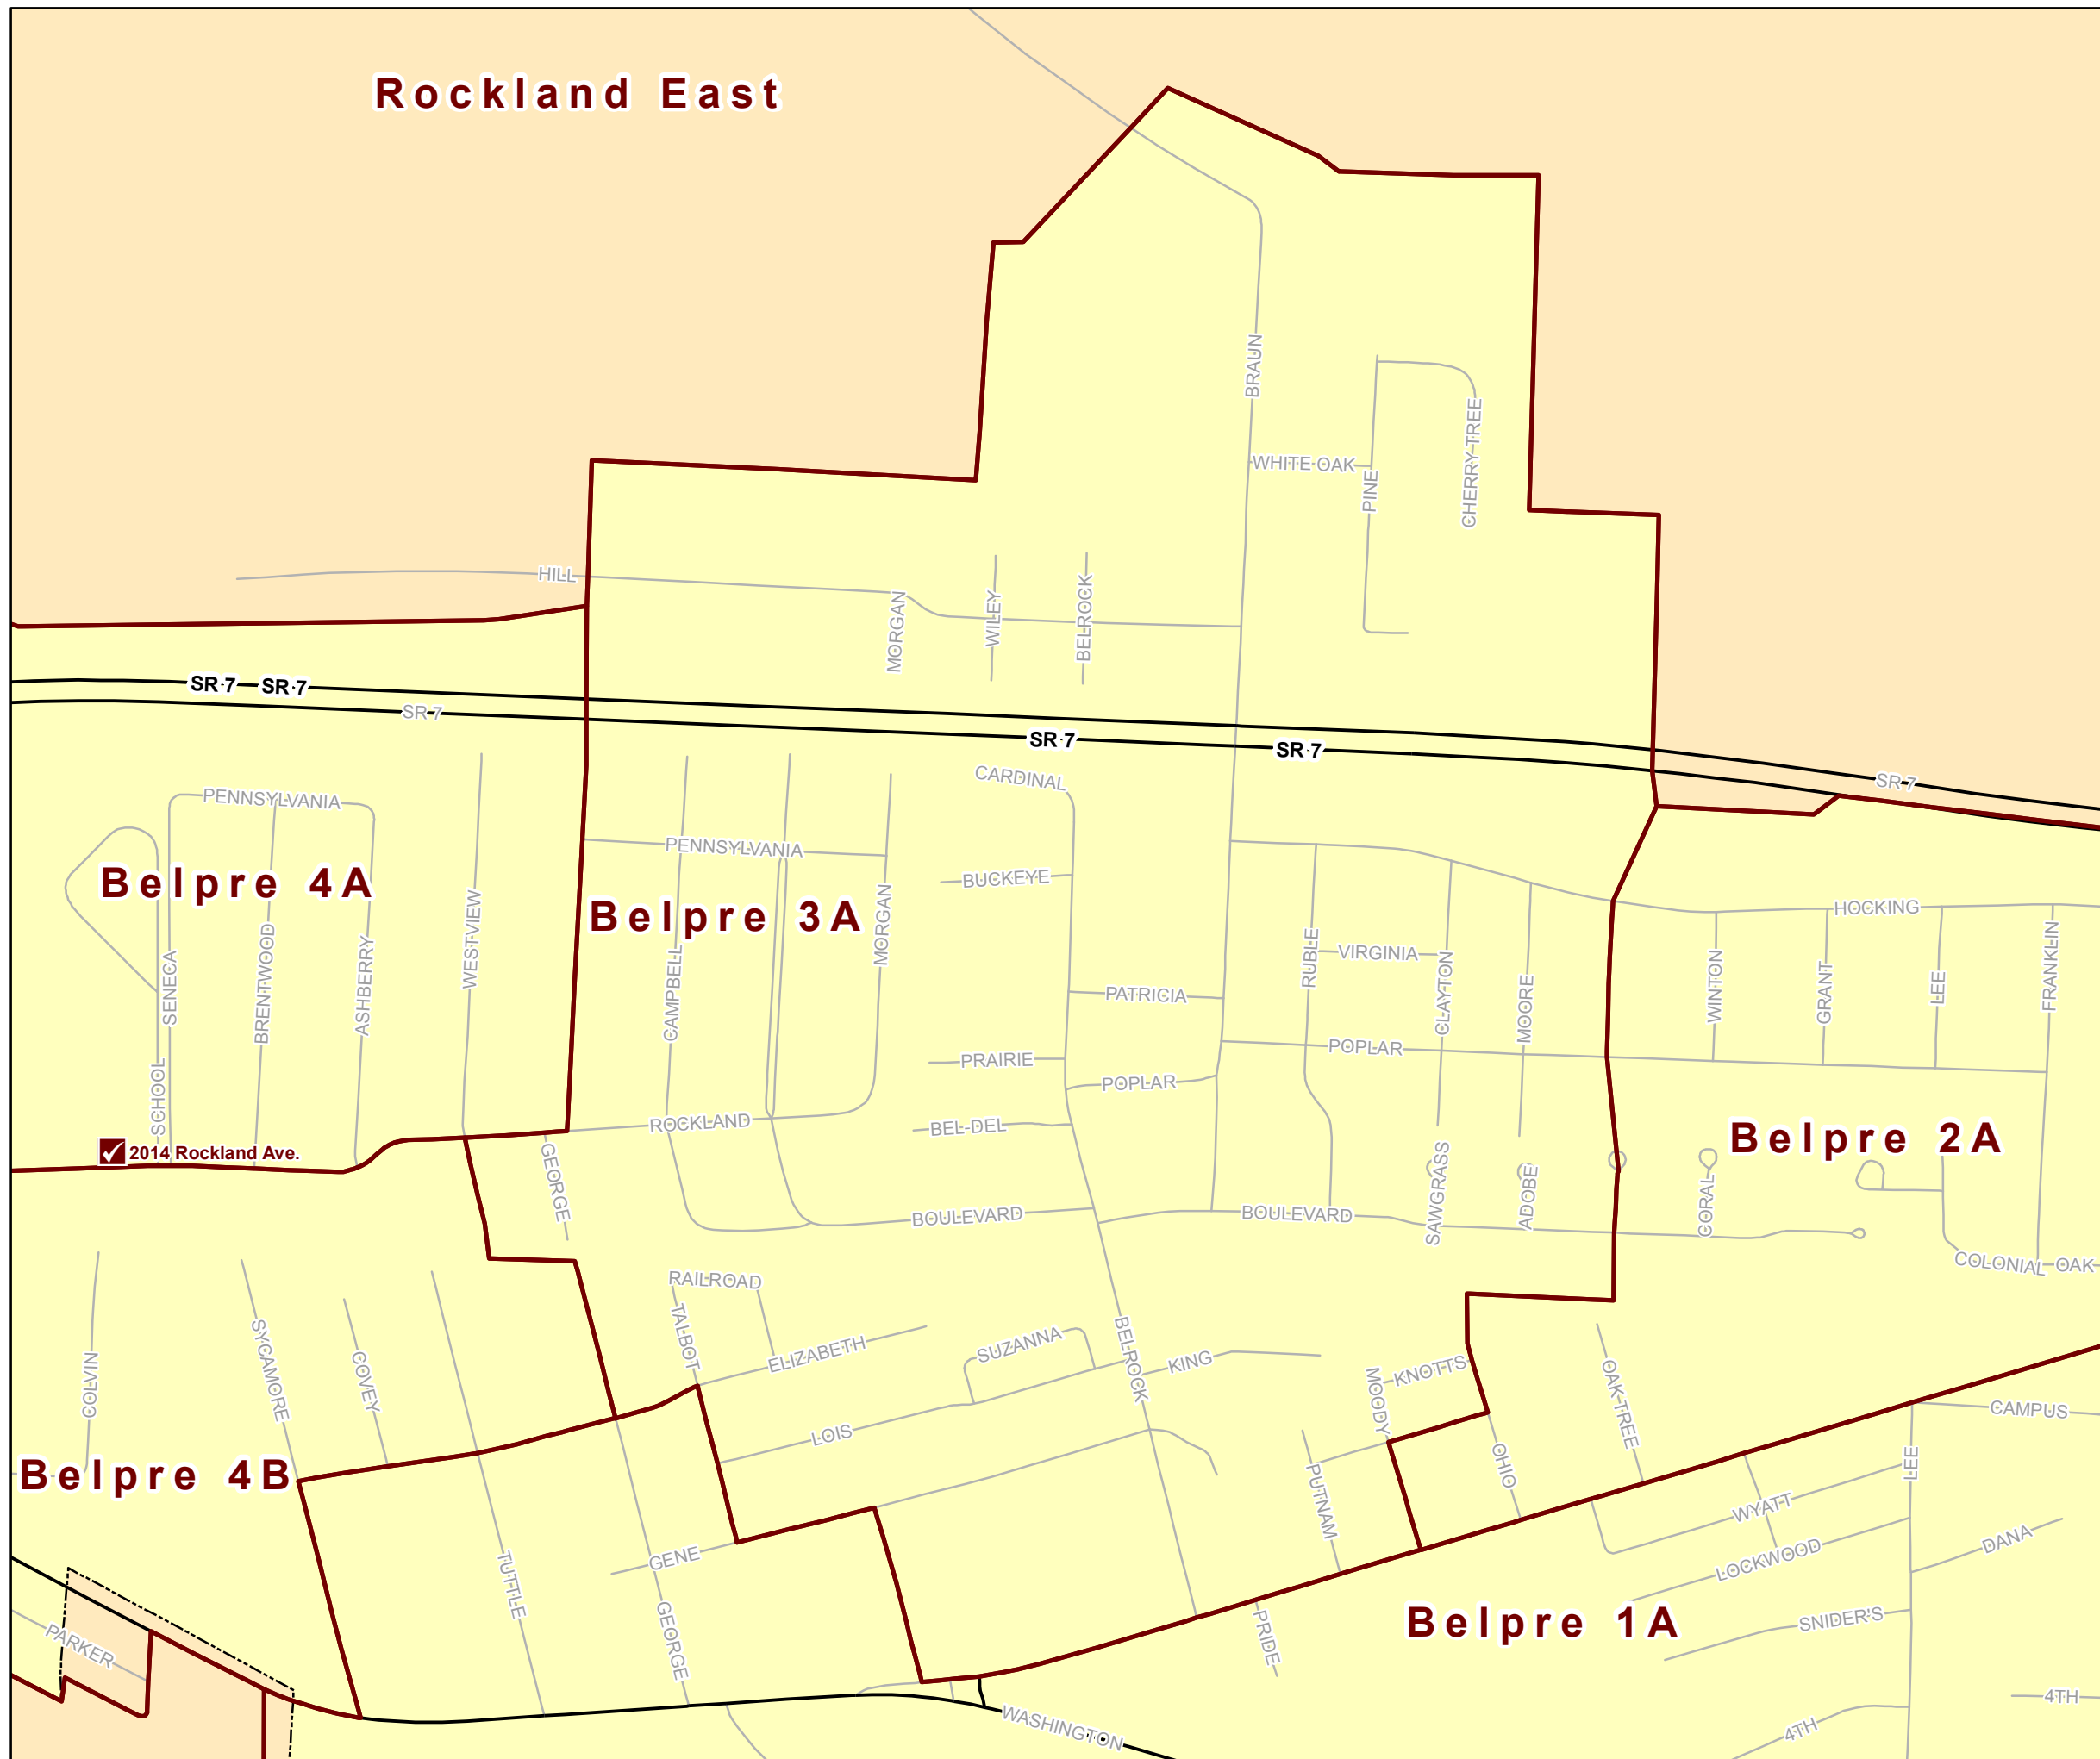 Rockland East
BRAUN
WHITE OAK
PINE
CHERRY TREE
HILL
MORGAN
WILEY
BELROCK
SR 7
SR 7
SR 7
SR 7
SR 7
SR 7
CARDINAL
PENNSYLVANIA
PENNSYLVANIA
BUCKEYE
Belpre 4A
Belpre 3A
HOCKING
SENECA
BRENTWOOD
ASHBERRY
WESTVIEW
CAMPBELL
MORGAN
RUBLE
VIRGINIA
CLAYTON
MOORE
WINTON
GRANT
LEE
FRANKLIN
PATRICIA
POPLAR
PRAIRIE
POPLAR
SCHOOL
ROCKLAND
BEL-DEL
Belpre 2A
2014 Rockland Ave.
GEORGE
BOULEVARD
BOULEVARD
SAWGRASS
ADOBE
CORAL
COLONIAL OAK
RAILROAD
TALBOT
ELIZABETH
SUZANNA
BELROCK
KING
MOODY
KNOTTS
OAK TREE
COLVIN
SYCAMORE
COVEY
CAMPUS
LOIS
OHIO
LEE
Belpre 4B
PUTNAM
WYATT
GENE
TUTTLE
LOCKWOOD
DANA
Belpre 1A
PARKER
GEORGE
PRIDE
SNIDER'S
4TH
WASHINGTON
4TH